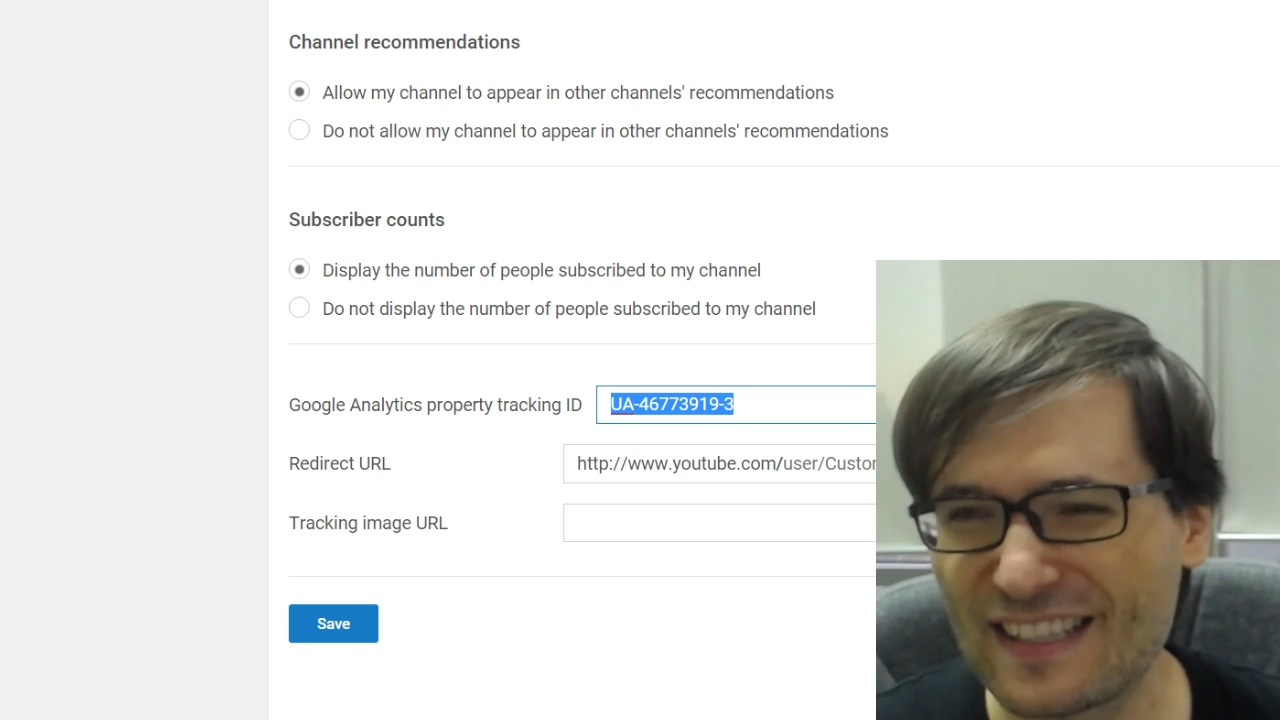 Channel recommendations
Allow my channel to appear in other channels' recommendations
Do not allow my channel to appear in other channels' recommendations
Subscriber counts
Display the number of people subscribed to my channel
Do not display the number of people subscribed to my channel
Google Analytics property tracking ID UA-46773919-3
Redirect URL http://www.youtube.com/user/Custor
Tracking image URL
Save